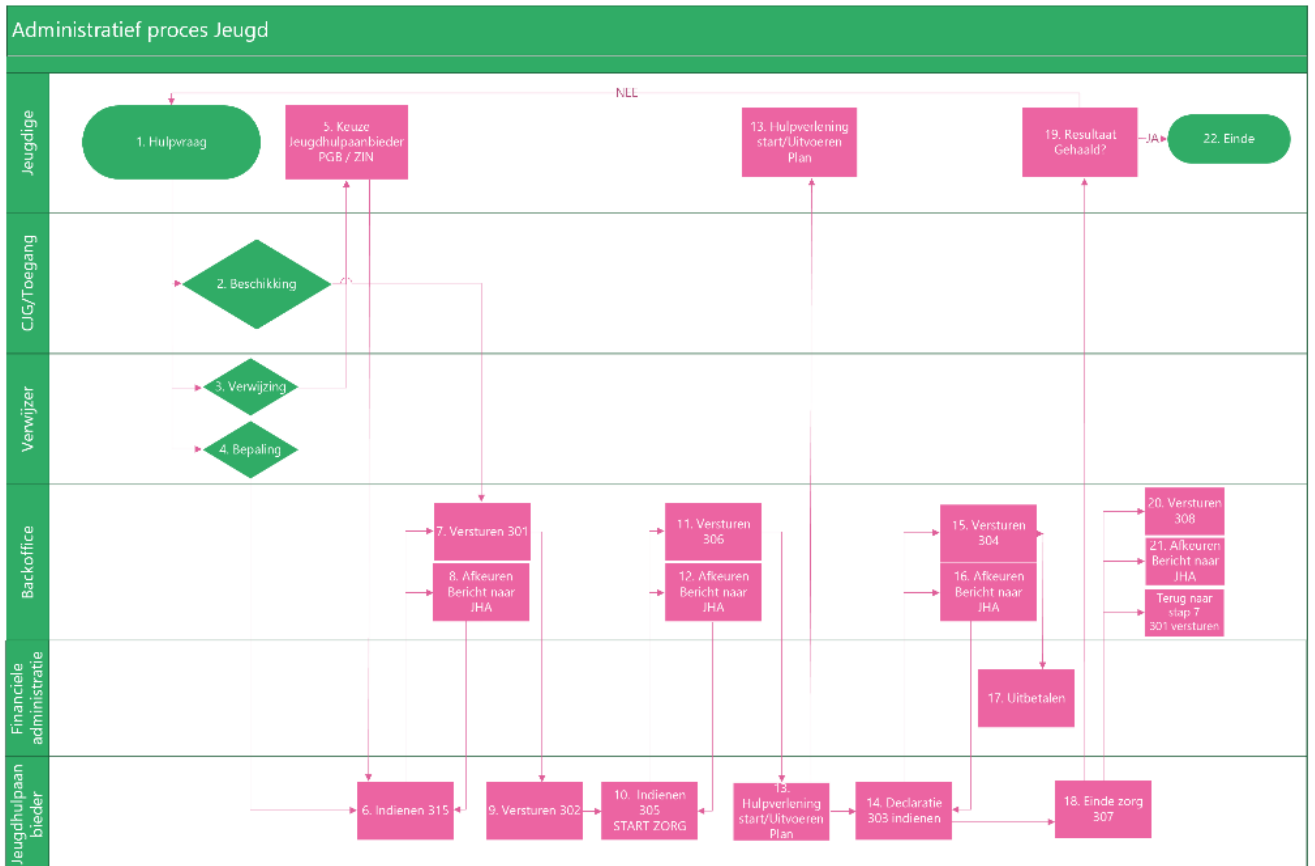 Administratief proces Jeugd
Jeugdige
NEE
1. Hulpvraag
5. Keuze
Jeugdhulpaanbieder
PGB / ZIN
13. Hulpverlening
start/Uitvoeren
Plan
19. Resultaat
Gehaald?
JA
22. Einde
CJG/Toegang
2. Beschikking
Verwijzer
3. Verwijzing
4. Bepaling
Backoffice
7. Versturen 301
8. Afkeuren
Bericht naar
JHA
11. Versturen
306
12. Afkeuren
Bericht naar
JHA
15. Versturen
304
16. Afkeuren
Bericht naar
JHA
20. Versturen
308
21. Afkeuren
Bericht naar
JHA
Terug naar
stap 7
301 versturen
Financiele
administratie
17. Uitbetalen
Jeugdhulpaan
bieder
6. Indienen 315
9. Versturen 302
10. Indienen
305
START ZORG
13.
Hulpverlening
start/Uitvoeren
Plan
14. Declaratie
303 indienen
18. Einde zorg
307